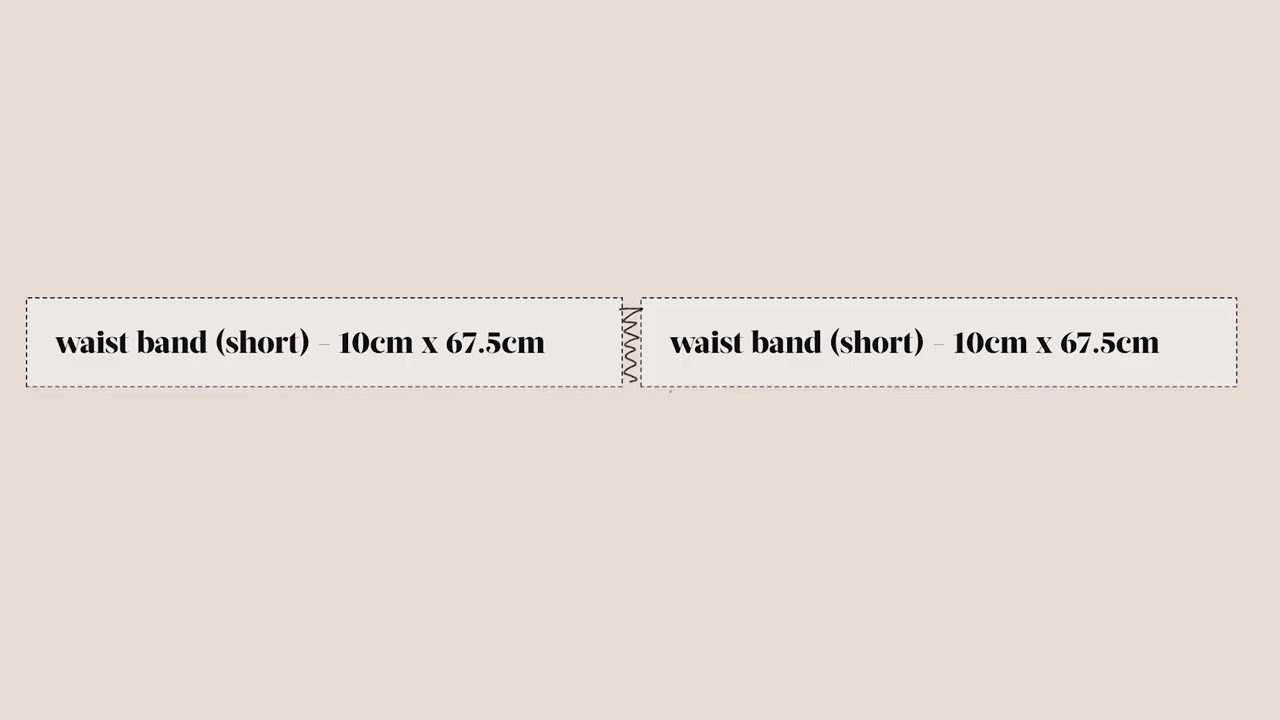 waist band (short) – 10cm x 67.5cm
waist band (short) – 10cm x 67.5cm